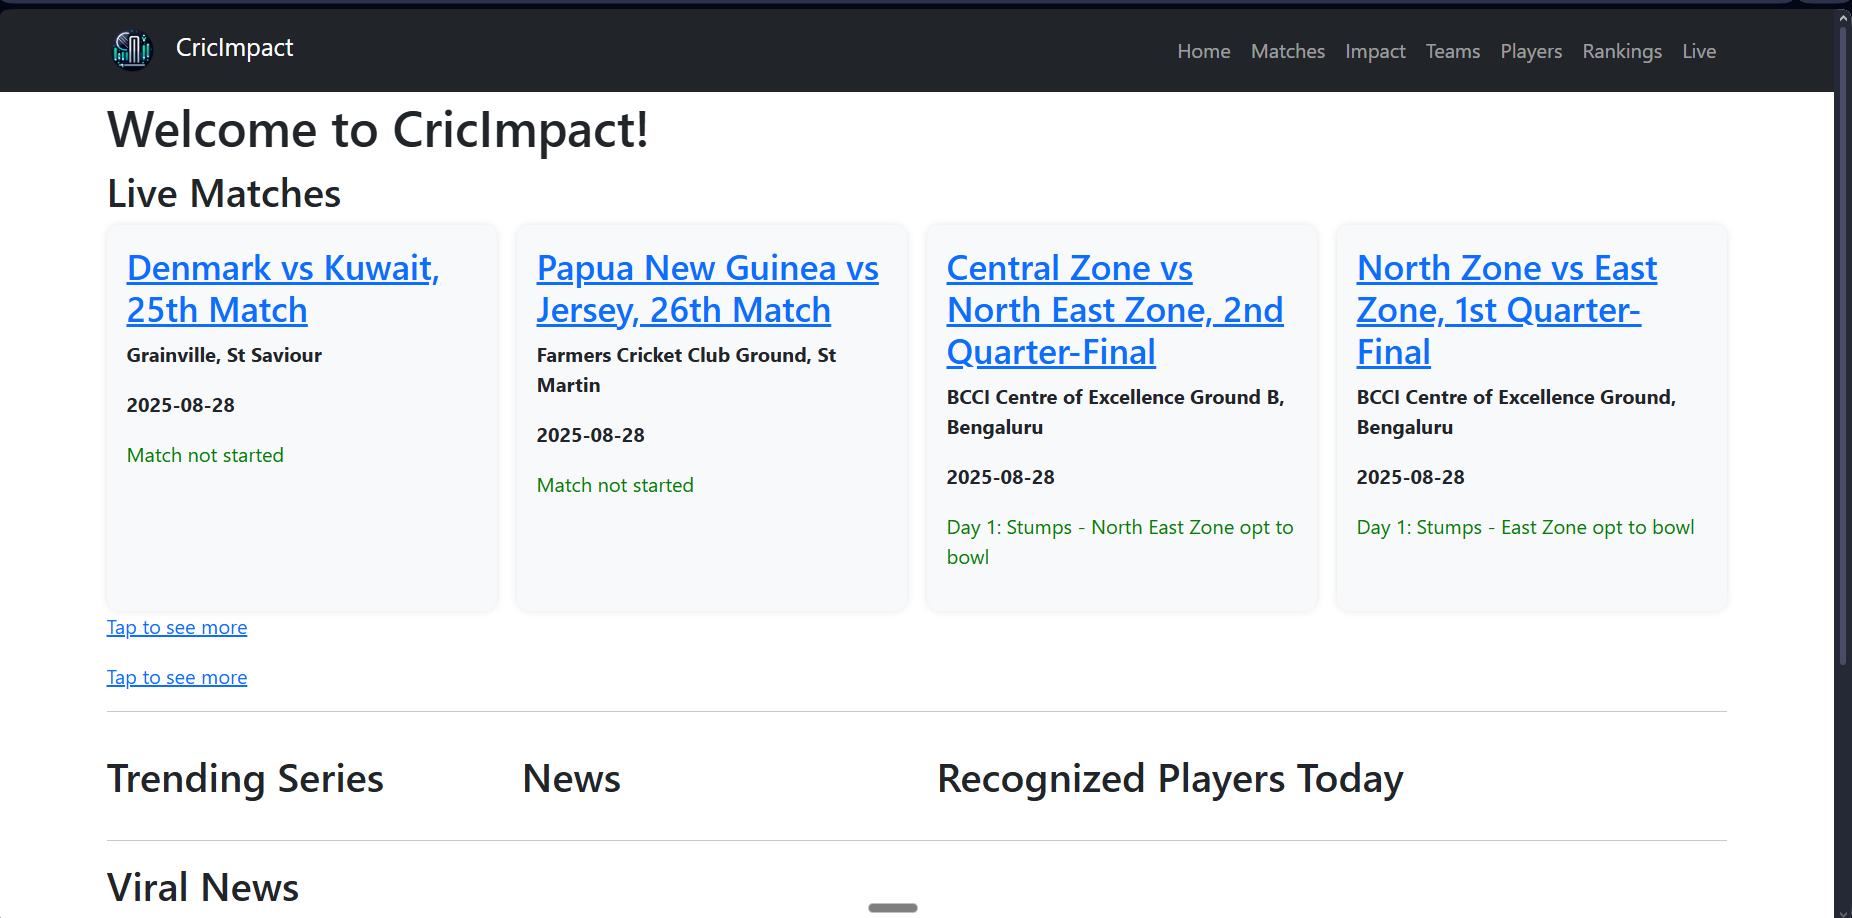 CricImpact
Home Matches Impact Teams Players Rankings Live
Welcome to CricImpact!
Live Matches
Denmark vs Kuwait,
25th Match
Grainville, St Saviour
2025-08-28
Match not started
Papua New Guinea vs
Jersey, 26th Match
Farmers Cricket Club Ground, St
Martin
2025-08-28
Match not started
Central Zone vs
North East Zone, 2nd
Quarter-Final
BCCI Centre of Excellence Ground B,
Bengaluru
2025-08-28
Day 1: Stumps - North East Zone opt to
bowl
North Zone vs East
Zone, 1st Quarter-
Final
BCCI Centre of Excellence Ground,
Bengaluru
2025-08-28
Day 1: Stumps - East Zone opt to bowl
Tap to see more
Tap to see more
Trending Series
News
Recognized Players Today
Viral News